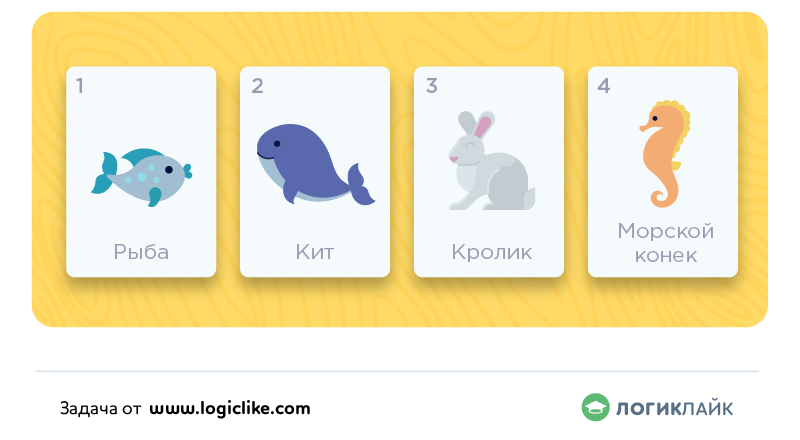 1
2
3
4
Рыба
Кит
Кролик
Морской
конек
Задача от www.logiclike.com
ЛОГИКЛАЙК